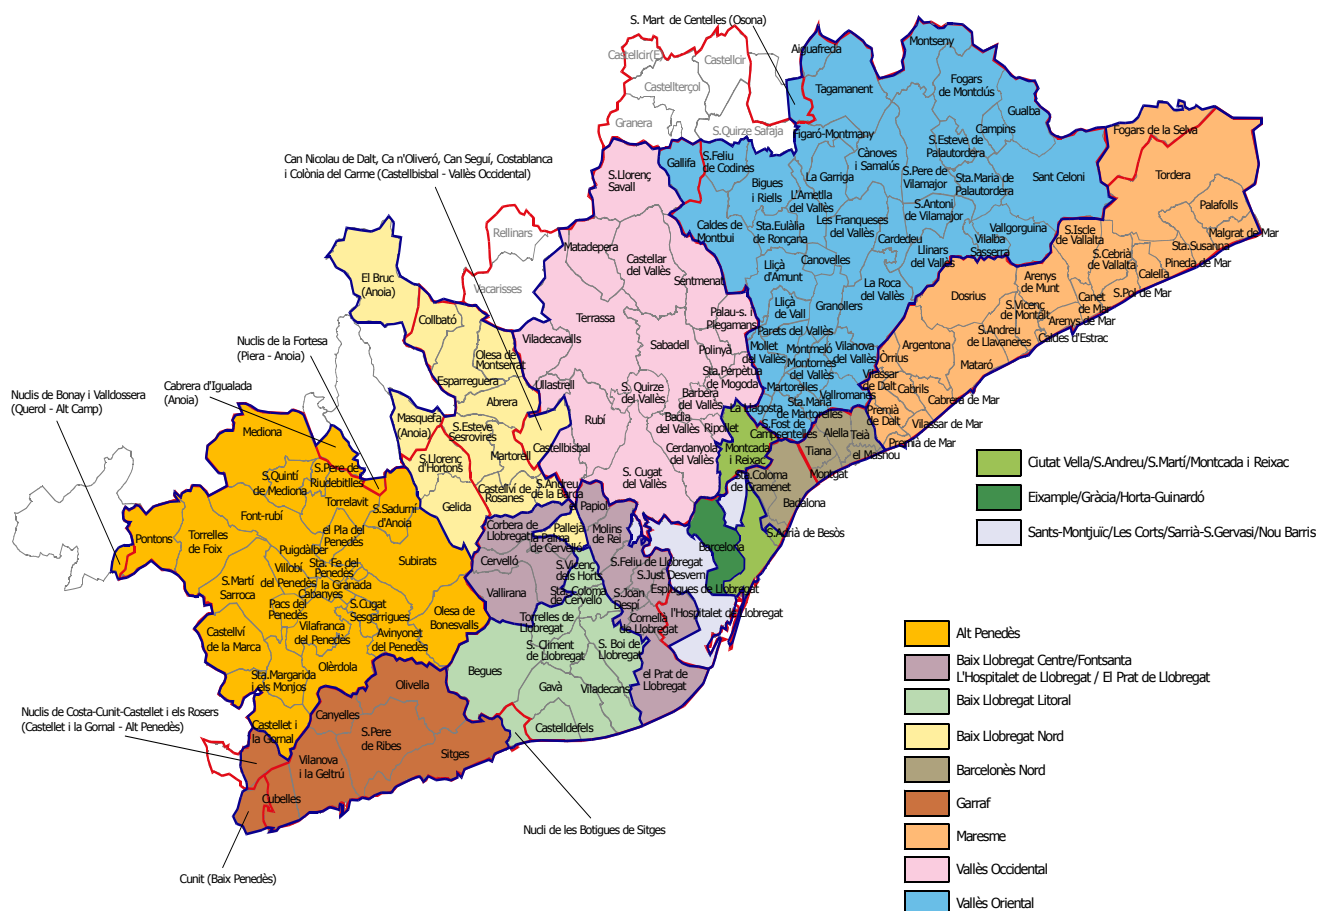 S. Mart  de Centelles (Osona)
Aiguafreda
Montseny
Castellcir(E)
Castellcir
Castellterçol
Tagamanent
Fogars
de Montclús
Gualba
Granera
S.Quirze Safaja
Figaró-Montmany
Campins
Fogars de la Selva
S.Esteve de
Palautordera
Can Nicolau de Dalt, Ca n'Oliveró, Can Seguí, Costablanca
i Colònia del Carme (Castellbisbal - Vallès Occidental)
Gallifa
S.Feliu
de Codines
Cànoves
i Samalús
S.Llorenç
Savall
Bigues
i Riells
La Garriga
S.Pere de
Vilamajor
Sta.Maria de
Palautordera
Sant Celoni
Tordera
L'Ametlla
del Vallès
S.Antoni
de Vilamajor
Palafolls
Caldes de
Montbui
Sta.Eulàlia
de Ronçana
Les Franqueses
del Vallès
Vallgorguina
S.Iscle
de Vallalta
Malgrat de Mar
Rellinars
Matadepera
Cardedeu
Llinars
del Vallès
Vilalba
Sasserra
Sta.Susanna
Castellar
del Vallès
Canovelles
S.Cebrià
de Vallalta
Pineda de Mar
El Bruc
(Anoia)
Sentmenat
Lliçà
d'Amunt
La Roca
del Vallès
Arenys
de Munt
Calella
Vacarisses
Dosrius
Canet
de Mar
S.Pol de Mar
Collbató
Terrassa
Palau-s.
Plegamans
Lliçà
de Vall
Granollers
S.Vicenç
de Montalt
Arenys de Mar
Viladecavalls
Parets del Vallès
S.Andreu
de Llavaneres
Caldes d'Estrac
Nuclis de la Fortesa
(Piera - Anoia)
Olesa de
Montserrat
Sabadell
Polinyà
Mollet
del Vallès
Montmeló
Montornes
del Vallès
Vilanova
del Vallès
Argentona
Òrrius
Mataró
Esparreguera
Ullastrell
S. Quirze
del Vallès
Sta.Perpètua
de Mogoda
Martorelles
Vilassar
de Dalt
Cabrils
Cabrera d'Igualada
(Anoia)
Abrera
Barberà
del Vallès
Vallromanes
Cabrera de Mar
Nuclis de Bonay i Valldossera
(Querol - Alt Camp)
Sta.Maria
de Martorelles
Premià
de Dalt
Vilassar de Mar
Masquefa
(Anoia)
Rubí
Badia
del Vallès
Ripollet
La Llagosta
S.Fost de
Campsentelles
Alella
Teià
Premià de Mar
Mediona
S.Esteve
Sesrovires
Castellbisbal
Cerdanyola
del Vallès
Montcada
i Reixac
Tiana
el Masnou
Martorell
S.Llorenç
d'Hortons
S.Pere de
Riudebitlles
S.Quintí
de Mediona
S. Cugat
del Vallès
Sta.Coloma
de Gramenet
Montgat
S.Andreu
de la Barca
Castellví de
Rosanes
Torrelavit
Gelida
el Papiol
Badalona
S.Sadurní
d'Anoia
Font-rubí
Corbera de
Llobregat
Pallejà
Molins
de Rei
S.Adrià de Besòs
Pontons
Torrelles
de Foix
el Pla del
Penedès
la Palma
de Cervelló
Barcelona
Puigdàlber
Vilobí
del Penedès
Sta. Fe del
Penedès
la Granada
Subirats
Cervelló
S.Vicenç
dels Horts
S.Feliu de Llobregat
S.Just Desvern
Esplugues de Llobregat
S.Martí
Sarroca
Cabanyes
Vallirana
Sta. Coloma
de Cervelló
S.Joan
Despí
l'Hospitalet de Llobregat
Pacs del
Penedès
S.Cugat
Sesgarrigues
Olesa de
Bonesvalls
Torrelles de
Llobregat
Cornellà
de Llobregat
Castellví
de la Marca
Vilafranca
del Penedès
Avinyonet
del Penedès
S. Climent
de Llobregat
S. Boi de
Llobregat
Olèrdola
Begues
el Prat de
Llobregat
Sta.Margarida
i els Monjos
Olivella
Gavà
Viladecans
Nuclis de Costa-Cunit-Castellet i els Rosers
(Castellet i la Gornal - Alt Penedès)
Castellet i
la Gornal
Canyelles
S.Pere
de Ribes
Castelldefels
Vilanova
i la Geltrú
Sitges
Cubelles
Nucli de les Botigues de Sitges
Cunit (Baix Penedès)
Ciutat Vella/S.Andreu/S.Martí/Montcada i Reixac
Eixample/Gràcia/Horta-Guinardó
Sants-Montjuïc/Les Corts/Sarrià-S.Gervasi/Nou Barris
Alt Penedès
Baix Llobregat Centre/Fontsanta
L'Hospitalet de Llobregat / El Prat de Llobregat
Baix Llobregat Litoral
Baix Llobregat Nord
Barcelonès Nord
Garraf
Maresme
Vallès Occidental
Vallès Oriental